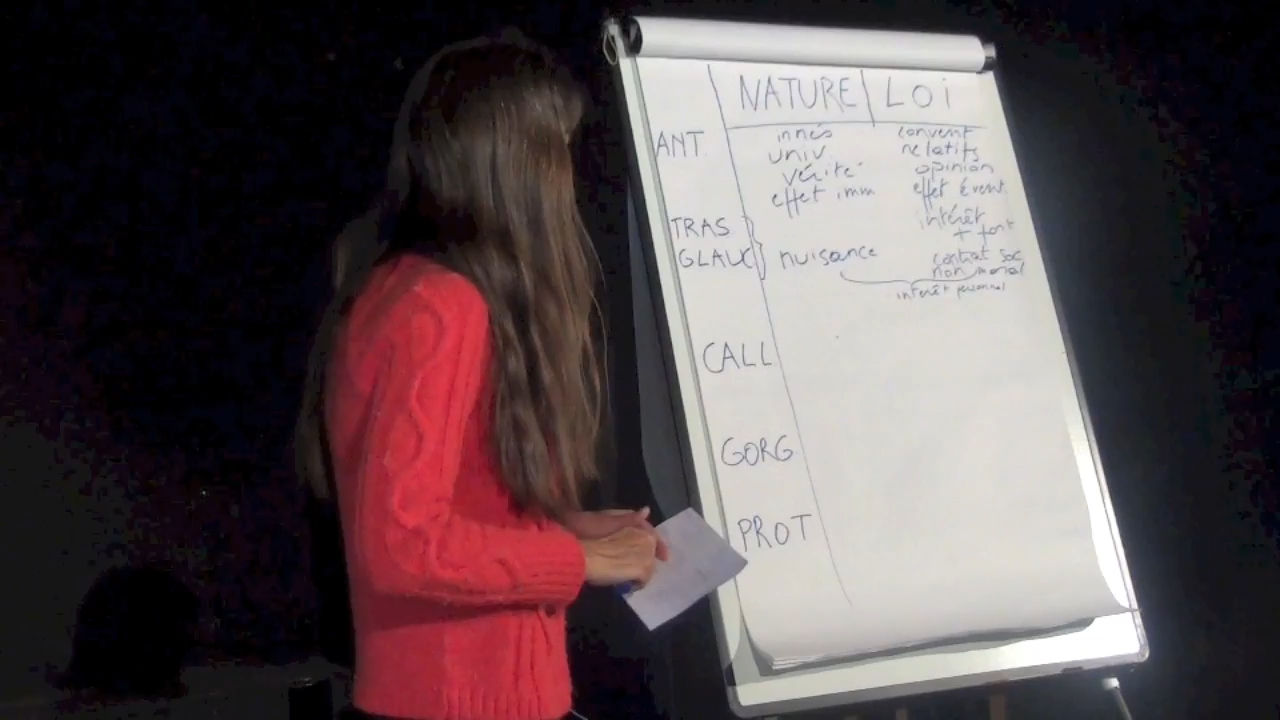 NATURE LOi
ANT. innés convent
univ. relatifs
vérité opinion
effet imm effet évent.
TRAS intérêt
+ fort
GLAUC nuisance contrat soc
non moral
intérêt personnel
CALL
GORG
PROT